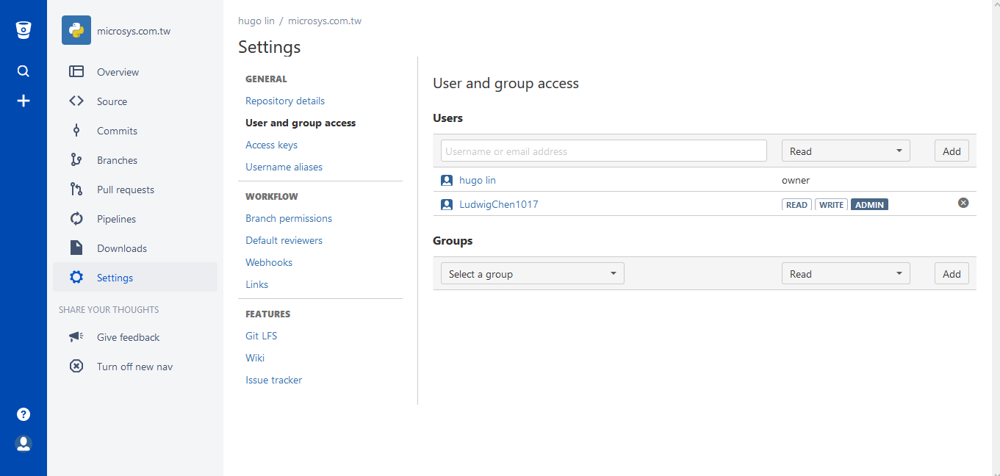 microsys.com.tw
Overview
Source
Commits
Branches
Pull requests
Pipelines
Downloads
Settings
SHARE YOUR THOUGHTS
Give feedback
Turn off new nav
?
hugo lin / microsys.com.tw
Settings
GENERAL
Repository details
User and group access
Access keys
Username aliases
WORKFLOW
Branch permissions
Default reviewers
Webhooks
Links
FEATURES
Git LFS
Wiki
Issue tracker
User and group access
Users
Username or email address Read Add
hugo lin owner
LudwigChen1017 READ WRITE ADMIN
Groups
Select a group Read Add